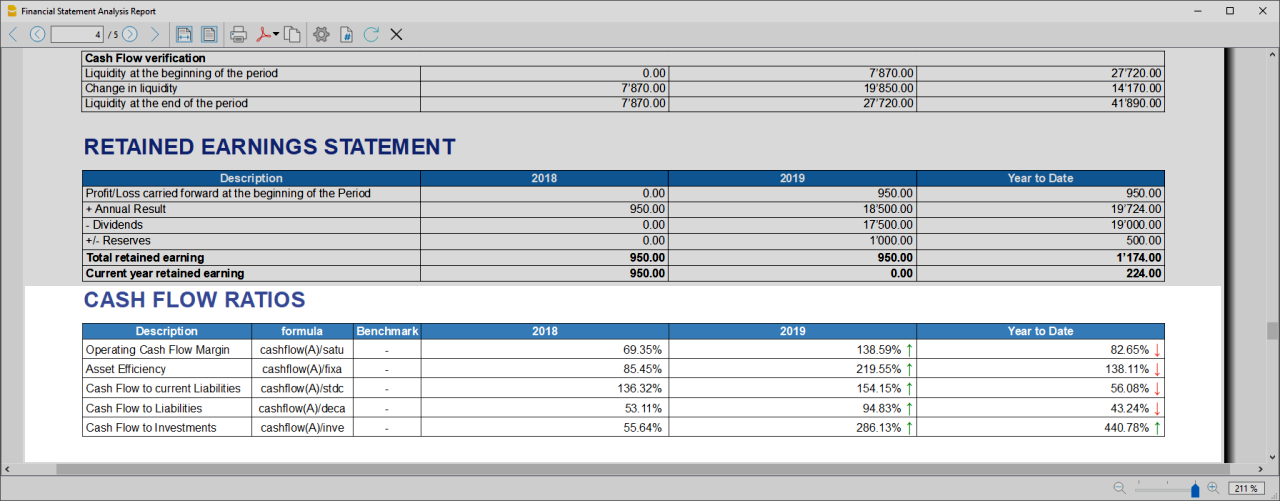 Financial Statement Analysis Report
4 / 5
Cash Flow verification
Liquidity at the beginning of the period 0.00 7'870.00 27'720.00
Change in liquidity 7'870.00 19'850.00 14'170.00
Liquidity at the end of the period 7'870.00 27'720.00 41'890.00
RETAINED EARNINGS STATEMENT
Description 2018 2019 Year to Date
Profit/Loss carried forward at the beginning of the Period 0.00 950.00 950.00
+ Annual Result 950.00 18'500.00 19'724.00
- Dividends 0.00 17'500.00 19'000.00
+/- Reserves 0.00 1'000.00 500.00
Total retained earning 950.00 950.00 1'174.00
Current year retained earning 950.00 0.00 224.00
CASH FLOW RATIOS
Description formula Benchmark 2018 2019 Year to Date
Operating Cash Flow Margin cashflow(A)/satu - 69.35% 138.59% ↑ 82.65% ↓
Asset Efficiency cashflow(A)/fixa - 85.45% 219.55% ↑ 138.11% ↓
Cash Flow to current Liabilities cashflow(A)/stdc - 136.32% 154.15% ↑ 56.08% ↓
Cash Flow to Liabilities cashflow(A)/deca - 53.11% 94.83% ↑ 43.24% ↓
Cash Flow to Investments cashflow(A)/inve - 55.64% 286.13% ↑ 440.78% ↑
211 %